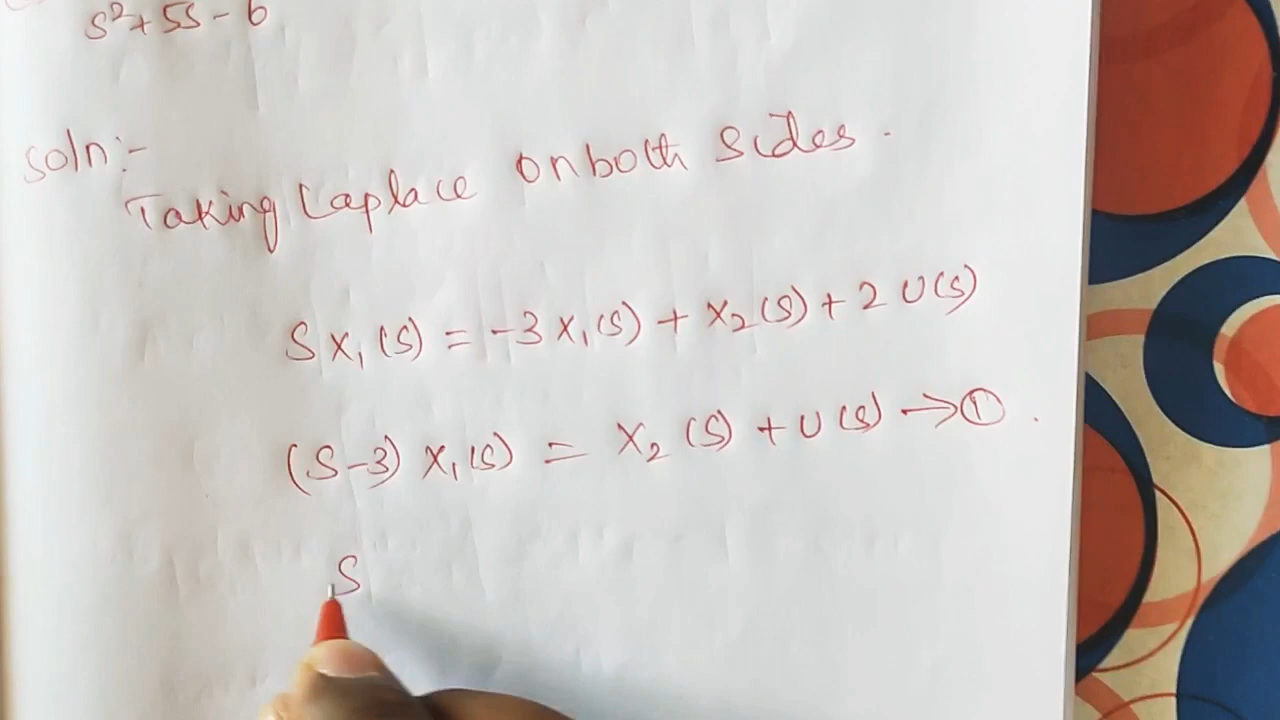 S²+5S-6
Soln:-
Taking Laplace on both sides.
S X₁(S) = -3 X₁(S) + X₂(S) + 2 U(S)
(S-3) X₁(S) = X₂(S) + U(S) → ①.
S